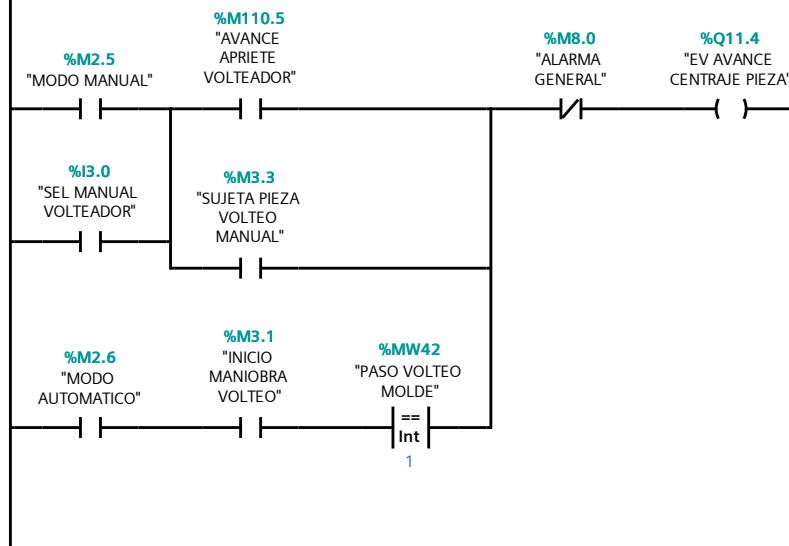 %M110.5
"AVANCE
APRIETE
VOLTEADOR"
%M2.5
"MODO MANUAL"
%M8.0
"ALARMA
GENERAL"
%Q11.4
"EV AVANCE
CENTRAJE PIEZA"
%I3.0
"SEL MANUAL
VOLTEADOR"
%M3.3
"SUJETA PIEZA
VOLTEO
MANUAL"
%M2.6
"MODO
AUTOMATICO"
%M3.1
"INICIO
MANIOBRA
VOLTEO"
%MW42
"PASO VOLTEO
MOLDE"
==
Int
1